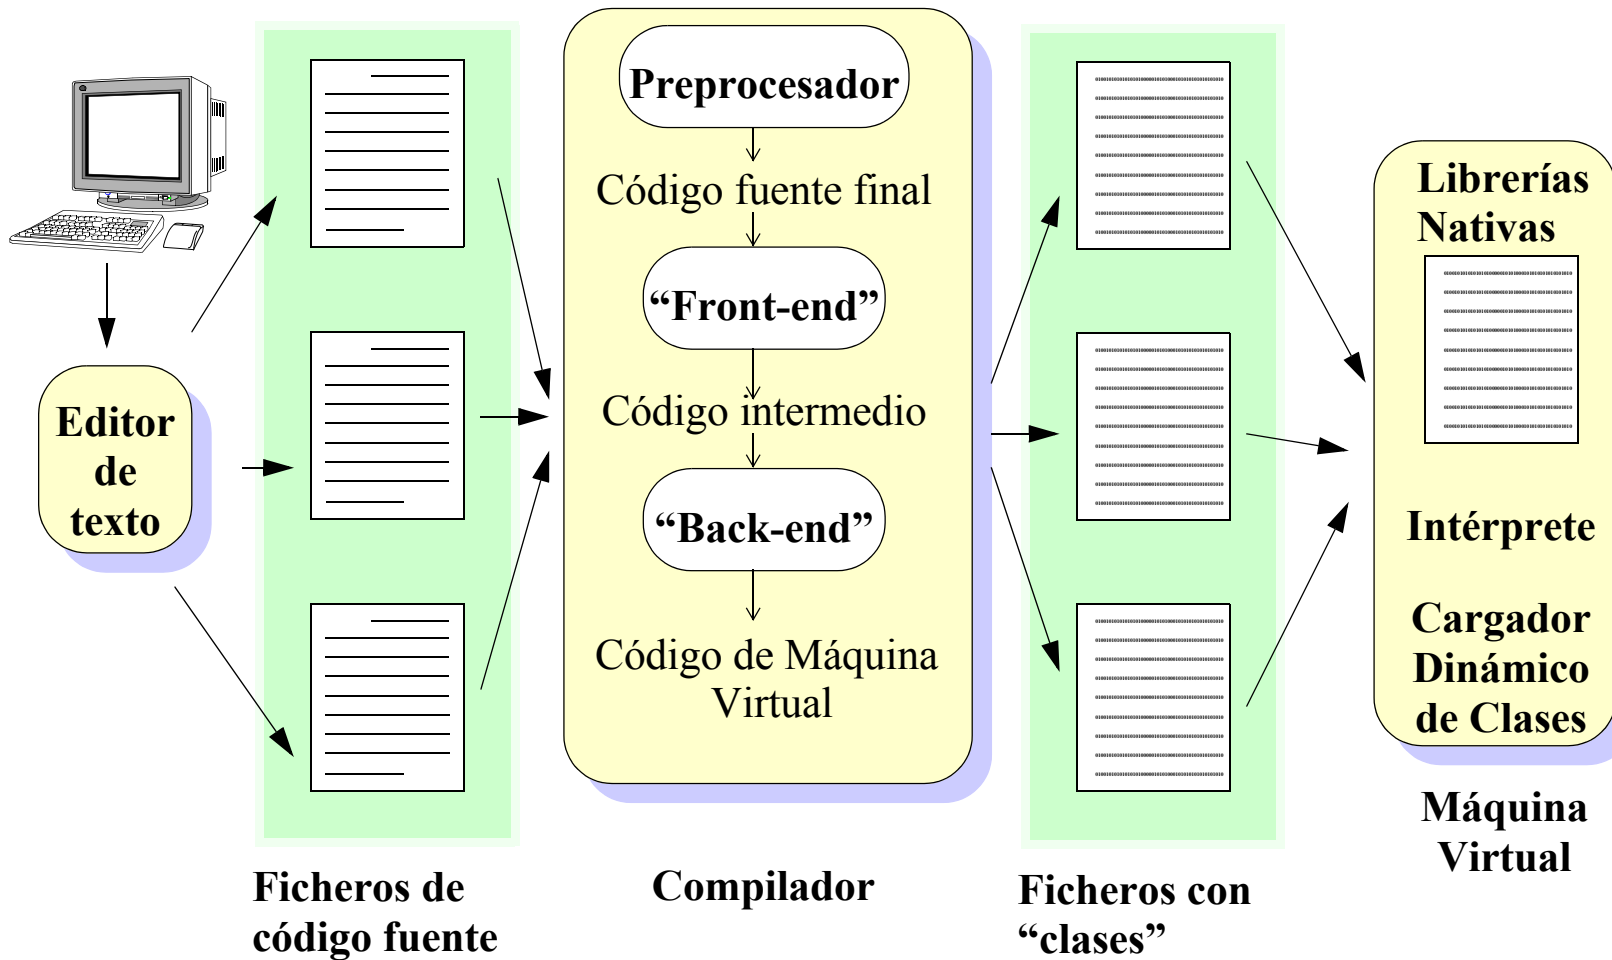 Editor
de
texto
Ficheros de
código fuente
Preprocesador
Código fuente final
“Front-end”
Código intermedio
“Back-end”
Código de Máquina
Virtual
Compilador
Ficheros con
“clases”
Librerías
Nativas
Intérprete
Cargador
Dinámico
de Clases
Máquina
Virtual